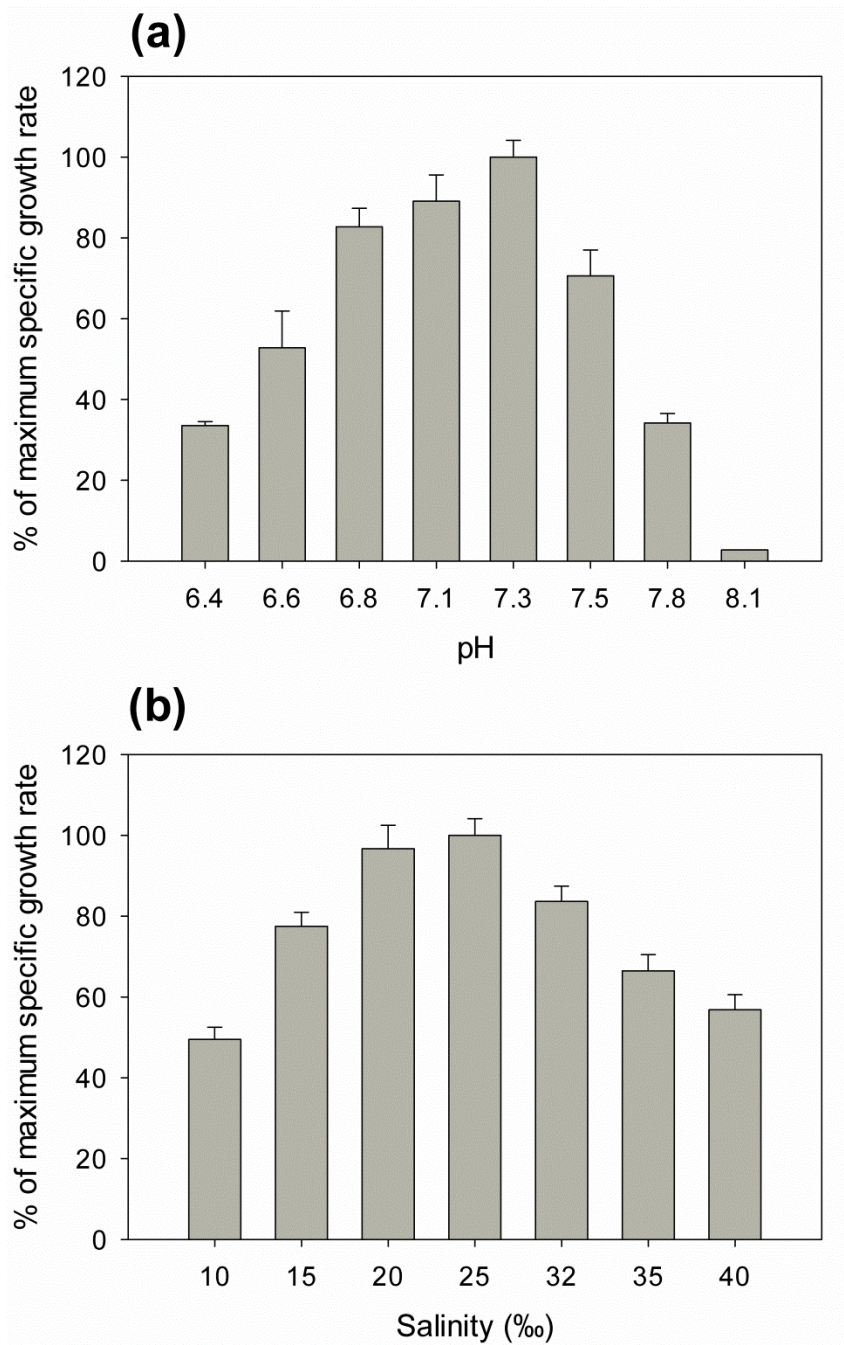 (a)
% of maximum specific growth rate
120
100
80
60
40
20
0
6.4 6.6 6.8 7.1 7.3 7.5 7.8 8.1
pH
(b)
% of maximum specific growth rate
120
100
80
60
40
20
0
10 15 20 25 32 35 40
Salinity (‰)